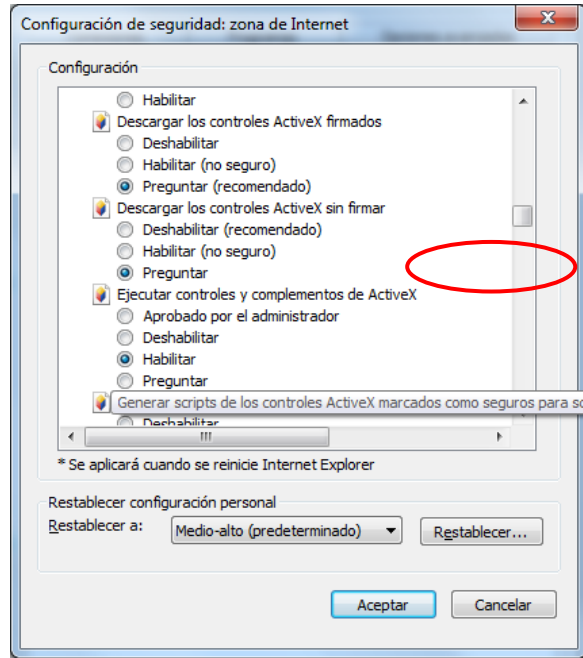 Configuración de seguridad: zona de Internet
Configuración
Habilitar
Descargar los controles ActiveX firmados
Deshabilitar
Habilitar (no seguro)
Preguntar (recomendado)
Descargar los controles ActiveX sin firmar
Deshabilitar (recomendado)
Habilitar (no seguro)
Preguntar
Ejecutar controles y complementos de ActiveX
Aprobado por el administrador
Deshabilitar
Habilitar
Preguntar
Generar scripts de los controles ActiveX marcados como seguros para
Deshabilitar
* Se aplicará cuando se reinicie Internet Explorer
Restablecer configuración personal
Restablecer a:
Medio-alto (predeterminado)
Restablecer...
Aceptar
Cancelar